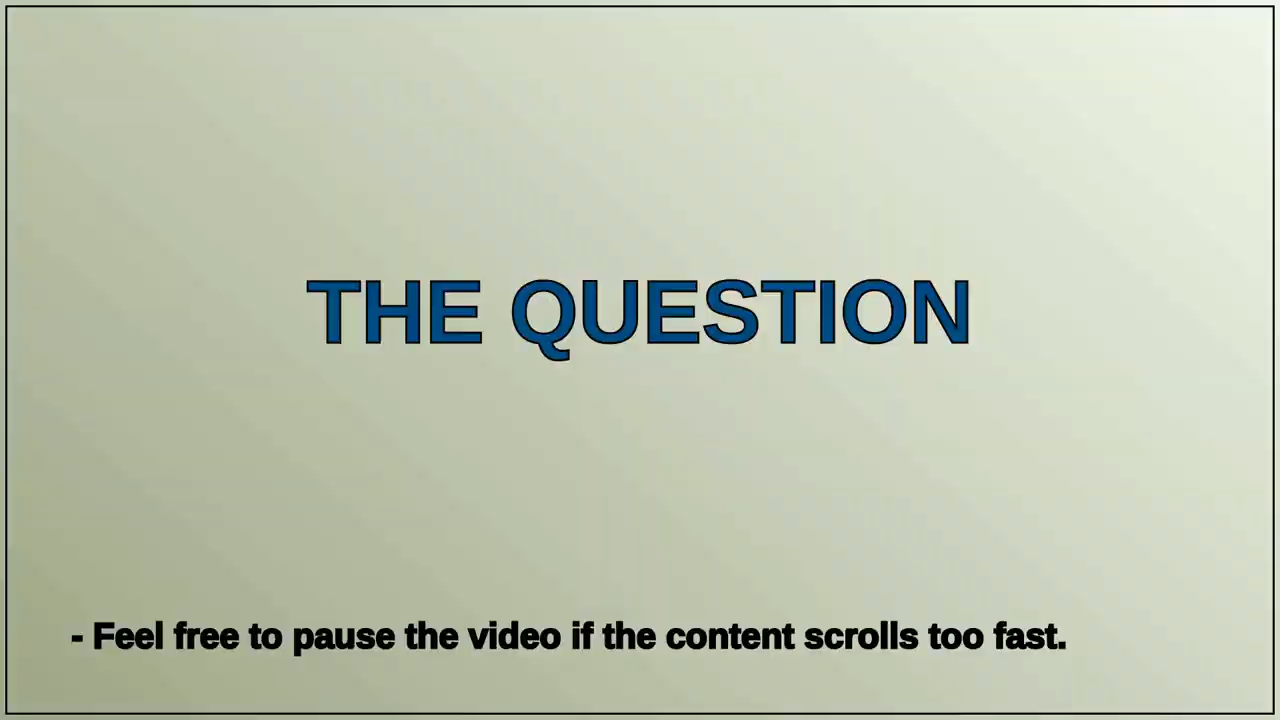 THE QUESTION
- Feel free to pause the video if the content scrolls too fast.